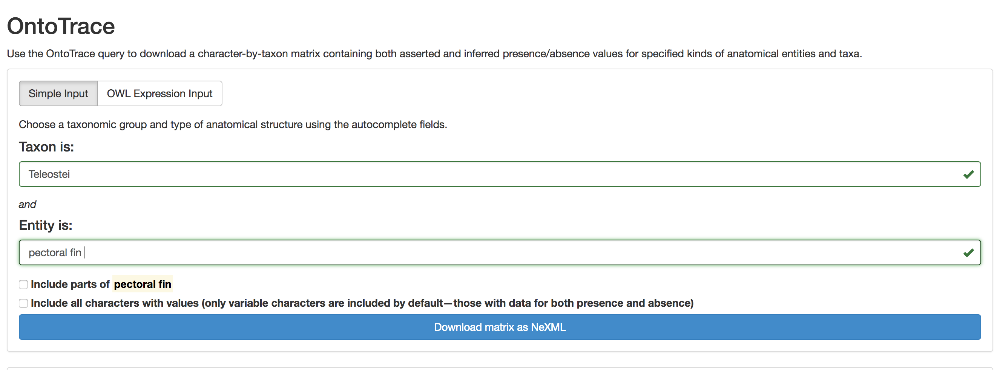 OntoTrace
Use the OntoTrace query to download a character-by-taxon matrix containing both asserted and inferred presence/absence values for specified kinds of anatomical entities and taxa.
Simple Input OWL Expression Input
Choose a taxonomic group and type of anatomical structure using the autocomplete fields.
Taxon is:
Teleostei
and
Entity is:
pectoral fin
Include parts of pectoral fin
Include all characters with values (only variable characters are included by default—those with data for both presence and absence)
Download matrix as NeXML